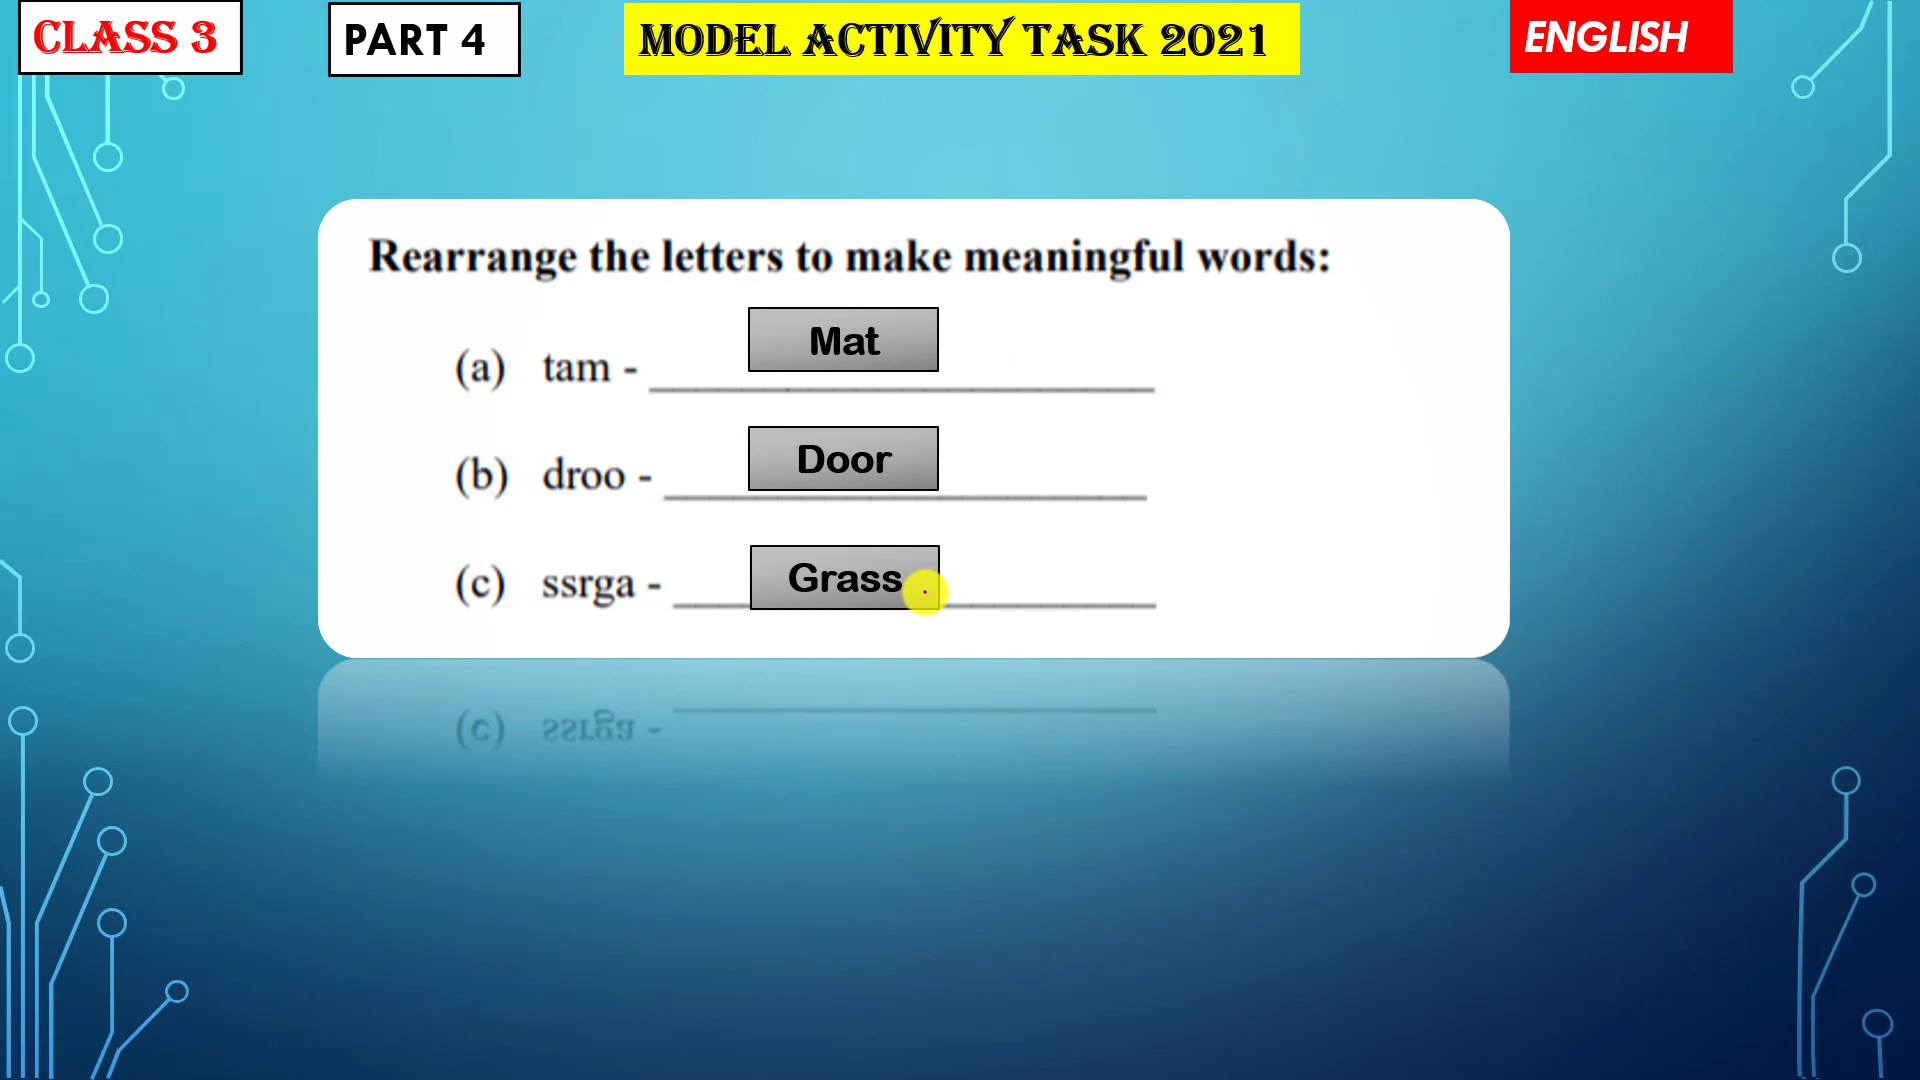 CLASS 3 PART 4 MODEL ACTIVITY TASK 2021 ENGLISH
Rearrange the letters to make meaningful words:
(a) tam - Mat
(b) droo - Door
(c) ssrga - Grass
(c) ssrga -